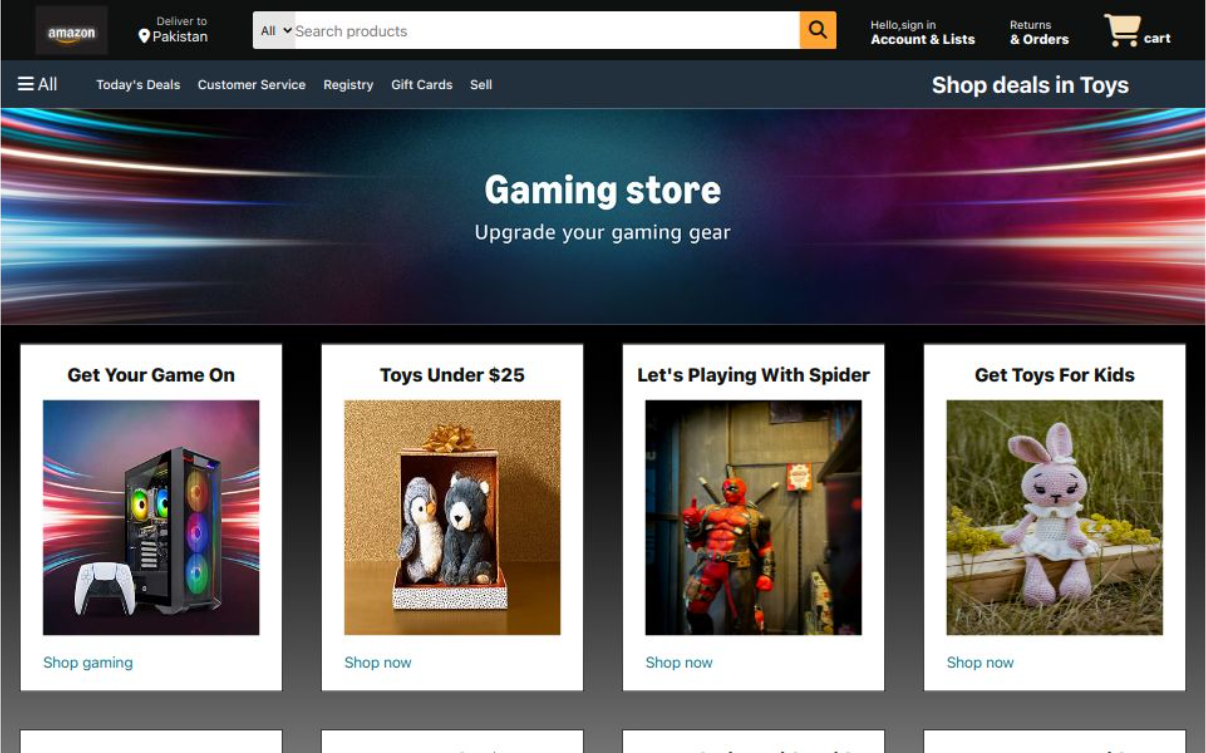 amazon
Deliver to
Pakistan
All
Search products
Hello,sign in
Account & Lists
Returns
& Orders
cart
All
Today's Deals
Customer Service
Registry
Gift Cards
Sell
Shop deals in Toys
Gaming store
Upgrade your gaming gear
Get Your Game On
Toys Under $25
Let's Playing With Spider
Get Toys For Kids
Shop gaming
Shop now
Shop now
Shop now